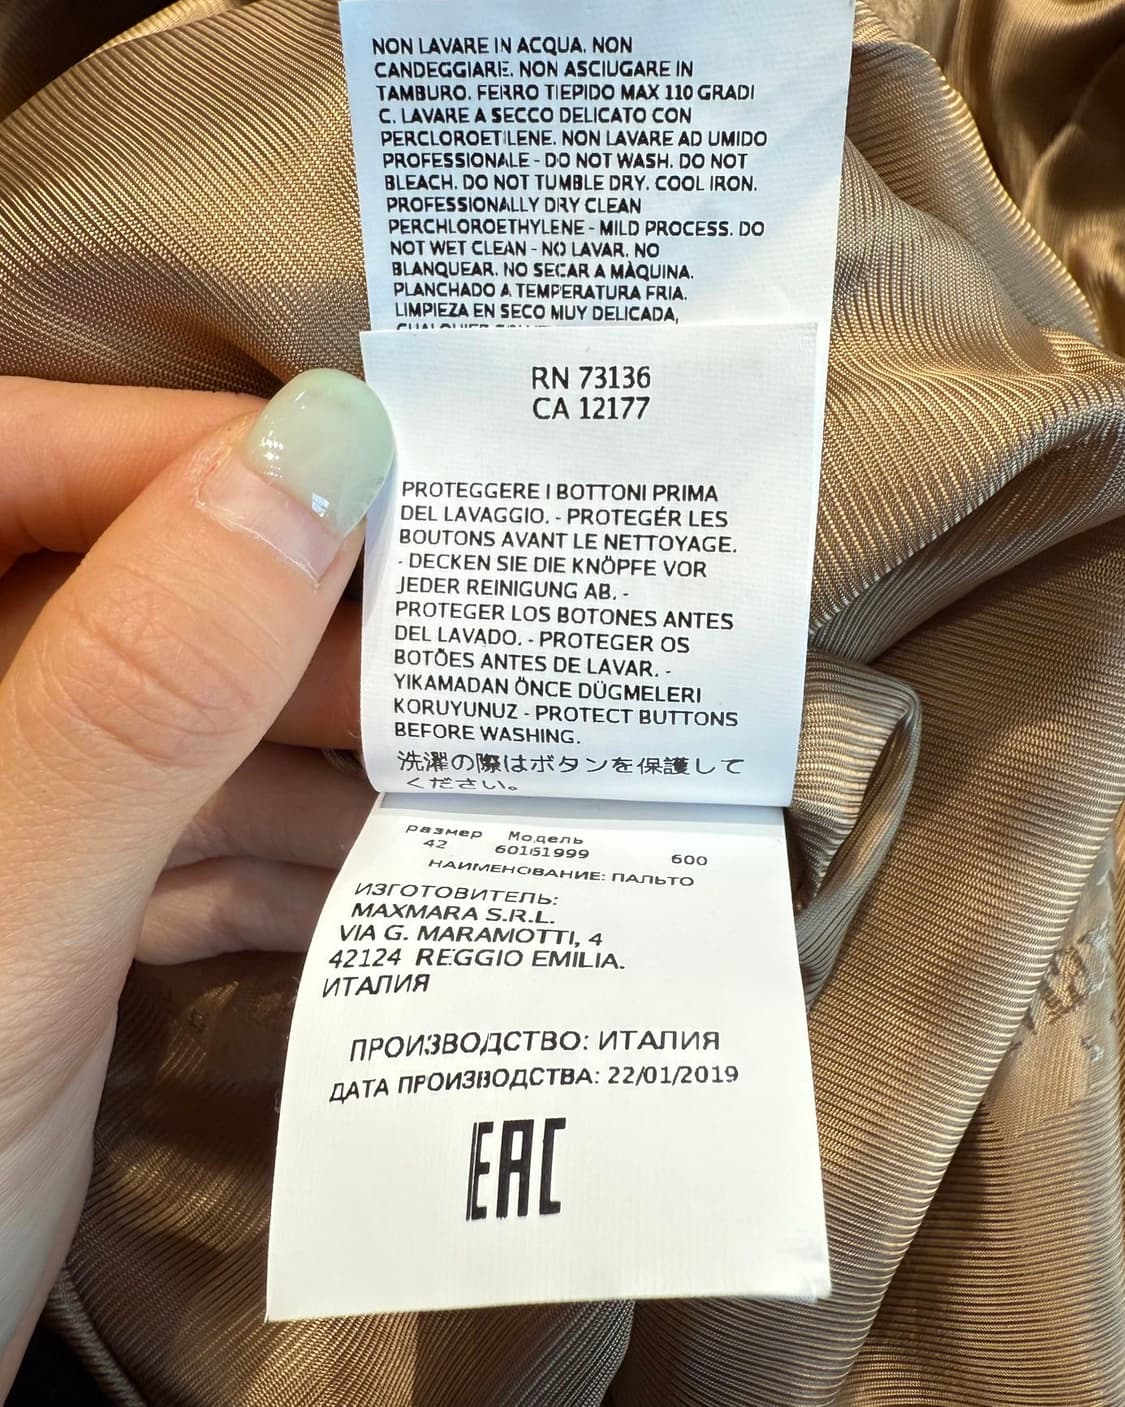 NON LAVARE IN ACQUA. NON
CANDEGGIARE. NON ASCIUGARE IN
TAMBURO. FERRO TIEPIDO MAX 110 GRADI
C. LAVARE A SECCO DELICATO CON
PERCLOROETILENE. NON LAVARE AD UMIDO
PROFESSIONALE - DO NOT WASH. DO NOT
BLEACH. DO NOT TUMBLE DRY. COOL IRON.
PROFESSIONALLY DRY CLEAN
PERCHLOROETHYLENE - MILD PROCESS. DO
NOT WET CLEAN - NO LAVAR. NO
BLANQUEAR. NO SECAR A MÀQUINA.
PLANCHADO A TEMPERATURA FRIA.
LIMPIEZA EN SECO MUY DELICADA,
RN 73136
CA 12177
PROTEGGERE I BOTTONI PRIMA
DEL LAVAGGIO. - PROTEGÉR LES
BOUTONS AVANT LE NETTOYAGE.
- DECKEN SIE DIE KNÖPFE VOR
JEDER REINIGUNG AB. -
PROTEGER LOS BOTONES ANTES
DEL LAVADO. - PROTEGER OS
BOTÕES ANTES DE LAVAR. -
YIKAMADAN ÖNCE DÜGMELERI
KORUYUNUZ - PROTECT BUTTONS
BEFORE WASHING.
洗濯の際はボタンを保護して
ください。
размер Модель
42 60161999 600
НАИМЕНОВАНИЕ: ПАЛЬТО
ИЗГОТОВИТЕЛЬ:
MAXMARA S.R.L.
VIA G. MARAMOTTI, 4
42124 REGGIO EMILIA.
ИТАЛИЯ
ПРОИЗВОДСТВО: ИТАЛИЯ
ДАТА ПРОИЗВОДСТВА: 22/01/2019
EAC